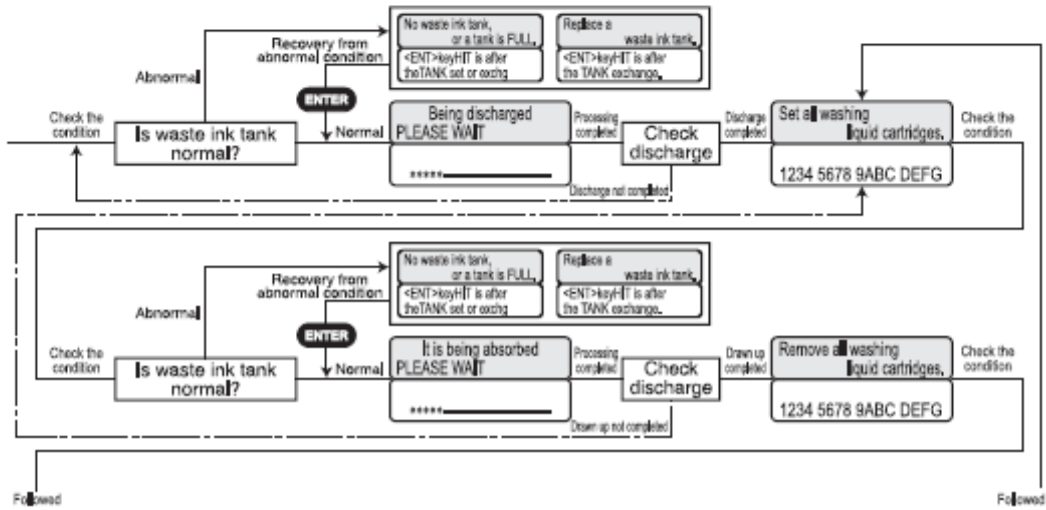 No waste ink tank,
or a tank is FULL.
<ENT>keyHIT is after
theTANK set or exchg
Replace a
waste ink tank.
<ENT>keyHIT is after
the TANK exchange.
Recovery from
abnormal condition
Abnormal
ENTER
Check the
condition
Is waste ink tank
normal?
Normal
Being discharged
PLEASE WAIT
*****
Processing
completed
Check
discharge
Discharge
completed
Set all washing
liquid cartridges.
1234 5678 9ABC DEFG
Check the
condition
Discharge not completed
No waste ink tank,
or a tank is FULL.
<ENT>keyHIT is after
theTANK set or exchg
Replace a
waste ink tank.
<ENT>keyHIT is after
the TANK exchange.
Recovery from
abnormal condition
Abnormal
ENTER
Check the
condition
Is waste ink tank
normal?
Normal
It is being absorbed
PLEASE WAIT
*****
Processing
completed
Check
discharge
Drawn up
completed
Remove all washing
liquid cartridges.
1234 5678 9ABC DEFG
Check the
condition
Drawn up not completed
Followed
Followed